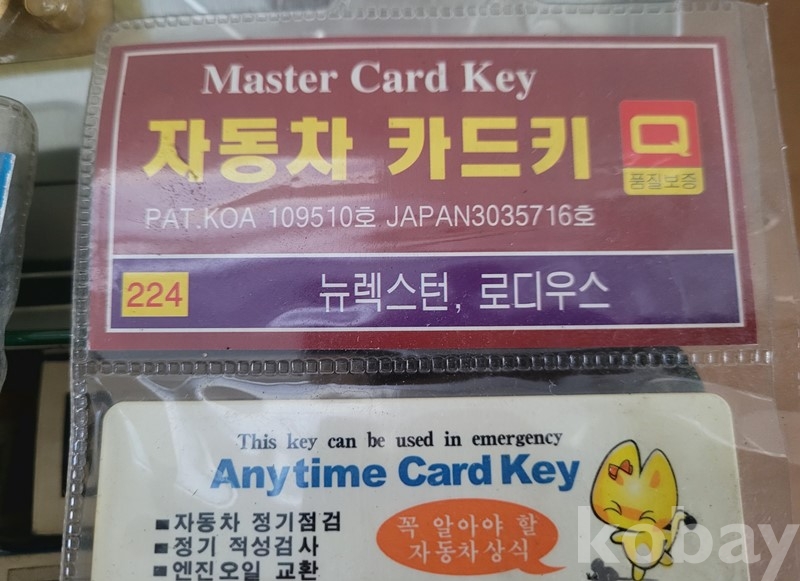 Master Card Key
자동차 카드키
Q
품질보증
PAT.KOA 109510호 JAPAN3035716호
224
뉴렉스턴, 로디우스
This key can be used in emergency
Anytime Card Key
■자동차 정기점검
■정기 적성검사
■엔진오일 교환
꼭 알아야 할
자동차상식
kobay